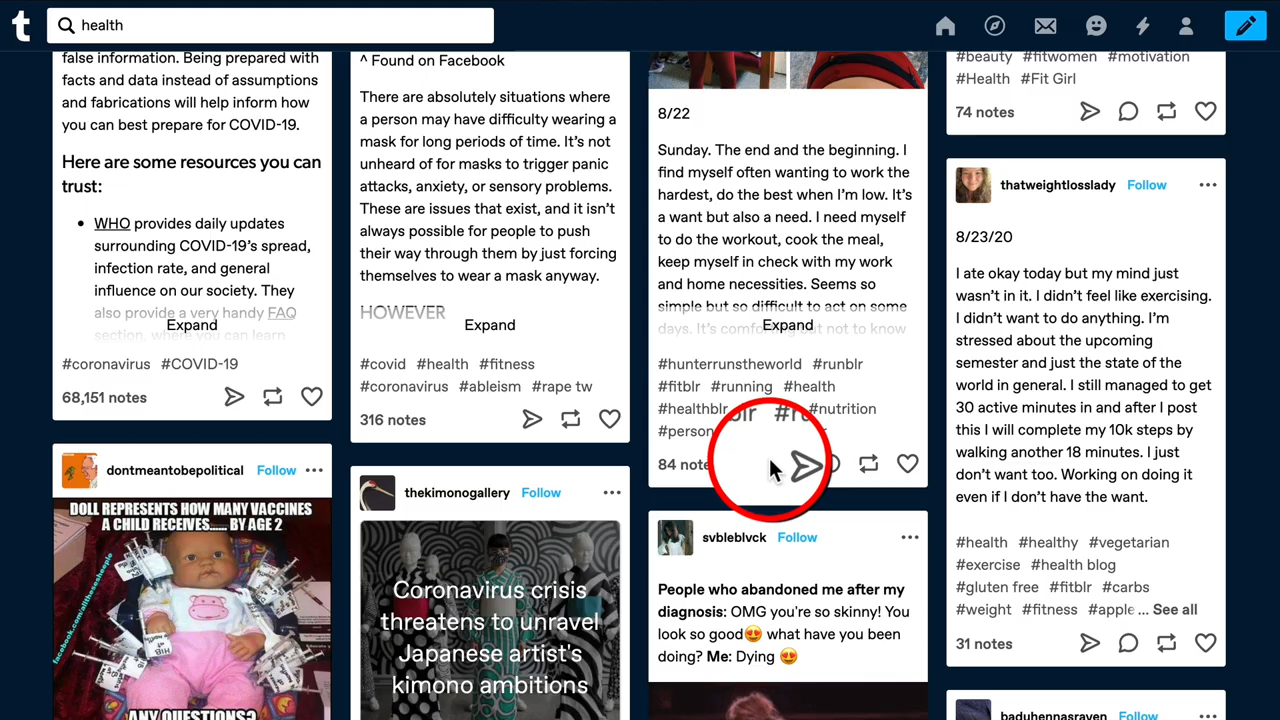 t
health
false information. Being prepared with
facts and data instead of assumptions
and fabrications will help inform how
you can best prepare for COVID-19.
Here are some resources you can
trust:
• WHO provides daily updates
surrounding COVID-19’s spread,
infection rate, and general
influence on our society. They
also provide a very handy FAQ
section, where you can learn
Expand
#coronavirus #COVID-19
68,151 notes
dontmeantobepolitical Follow
DOLL REPRESENTS HOW MANY VACCINES
A CHILD RECEIVES...... BY AGE 2
facebook.com/allthesesheeple
ANY QUESTIONS?
^ Found on Facebook
There are absolutely situations where
a person may have difficulty wearing a
mask for long periods of time. It’s not
unheard of for masks to trigger panic
attacks, anxiety, or sensory problems.
These are issues that exist, and it isn’t
always possible for people to push
their way through them by just forcing
themselves to wear a mask anyway.
HOWEVER
Expand
#covid #health #fitness
#coronavirus #ableism #rape tw
316 notes
thekimonogallery Follow
Coronavirus crisis
threatens to unravel
Japanese artist's
kimono ambitions
8/22
Sunday. The end and the beginning. I
find myself often wanting to work the
hardest, do the best when I’m low. It’s
a want but also a need. I need myself
to do the workout, cook the meal,
keep myself in check with my work
and home necessities. Seems so
simple but so difficult to act on some
days. It’s comforting but not to know
Expand
#hunterrunstheworld #runblr
#fitblr #running #health
#healthblr #nutrition
#person
84 note
svbleblvck Follow
People who abandoned me after my
diagnosis: OMG you're so skinny! You
look so good😍 what have you been
doing? Me: Dying 😍
#beauty #fitwomen #motivation
#Health #Fit Girl
74 notes
thatweightlosslady Follow
8/23/20
I ate okay today but my mind just
wasn’t in it. I didn’t feel like exercising.
I didn’t want to do anything. I’m
stressed about the upcoming
semester and just the state of the
world in general. I still managed to get
30 active minutes in and after I post
this I will complete my 10k steps by
walking another 18 minutes. I just
don’t want too. Working on doing it
even if I don’t have the want.
#health #healthy #vegetarian
#exercise #health blog
#gluten free #fitblr #carbs
#weight #fitness #apple ... See all
31 notes
baduhennasraven Follow